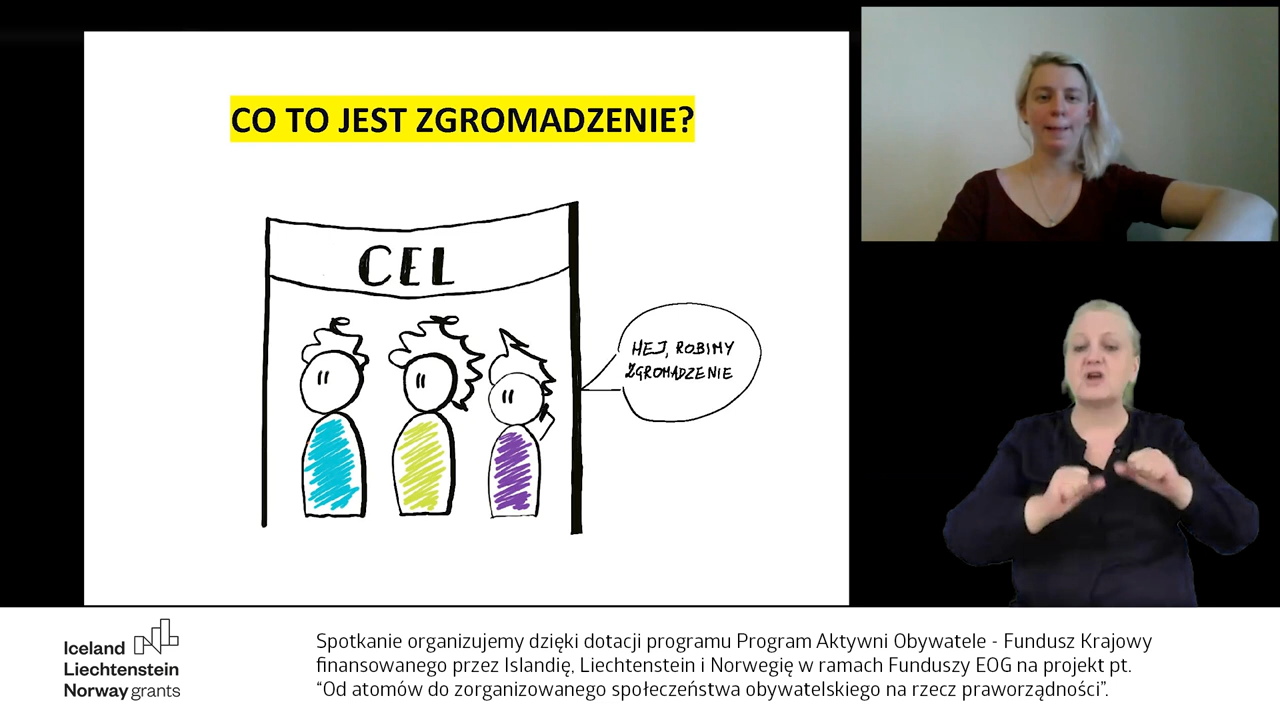 CO TO JEST ZGROMADZENIE?
CEL
HEJ, ROBIMY
ZGROMADZENIE
Iceland
Liechtenstein
Norway grants
Spotkanie organizujemy dzięki dotacji programu Program Aktywni Obywatele - Fundusz Krajowy
finansowanego przez Islandię, Liechtenstein i Norwegię w ramach Funduszy EOG na projekt pt.
“Od atomów do zorganizowanego społeczeństwa obywatelskiego na rzecz praworządności”.